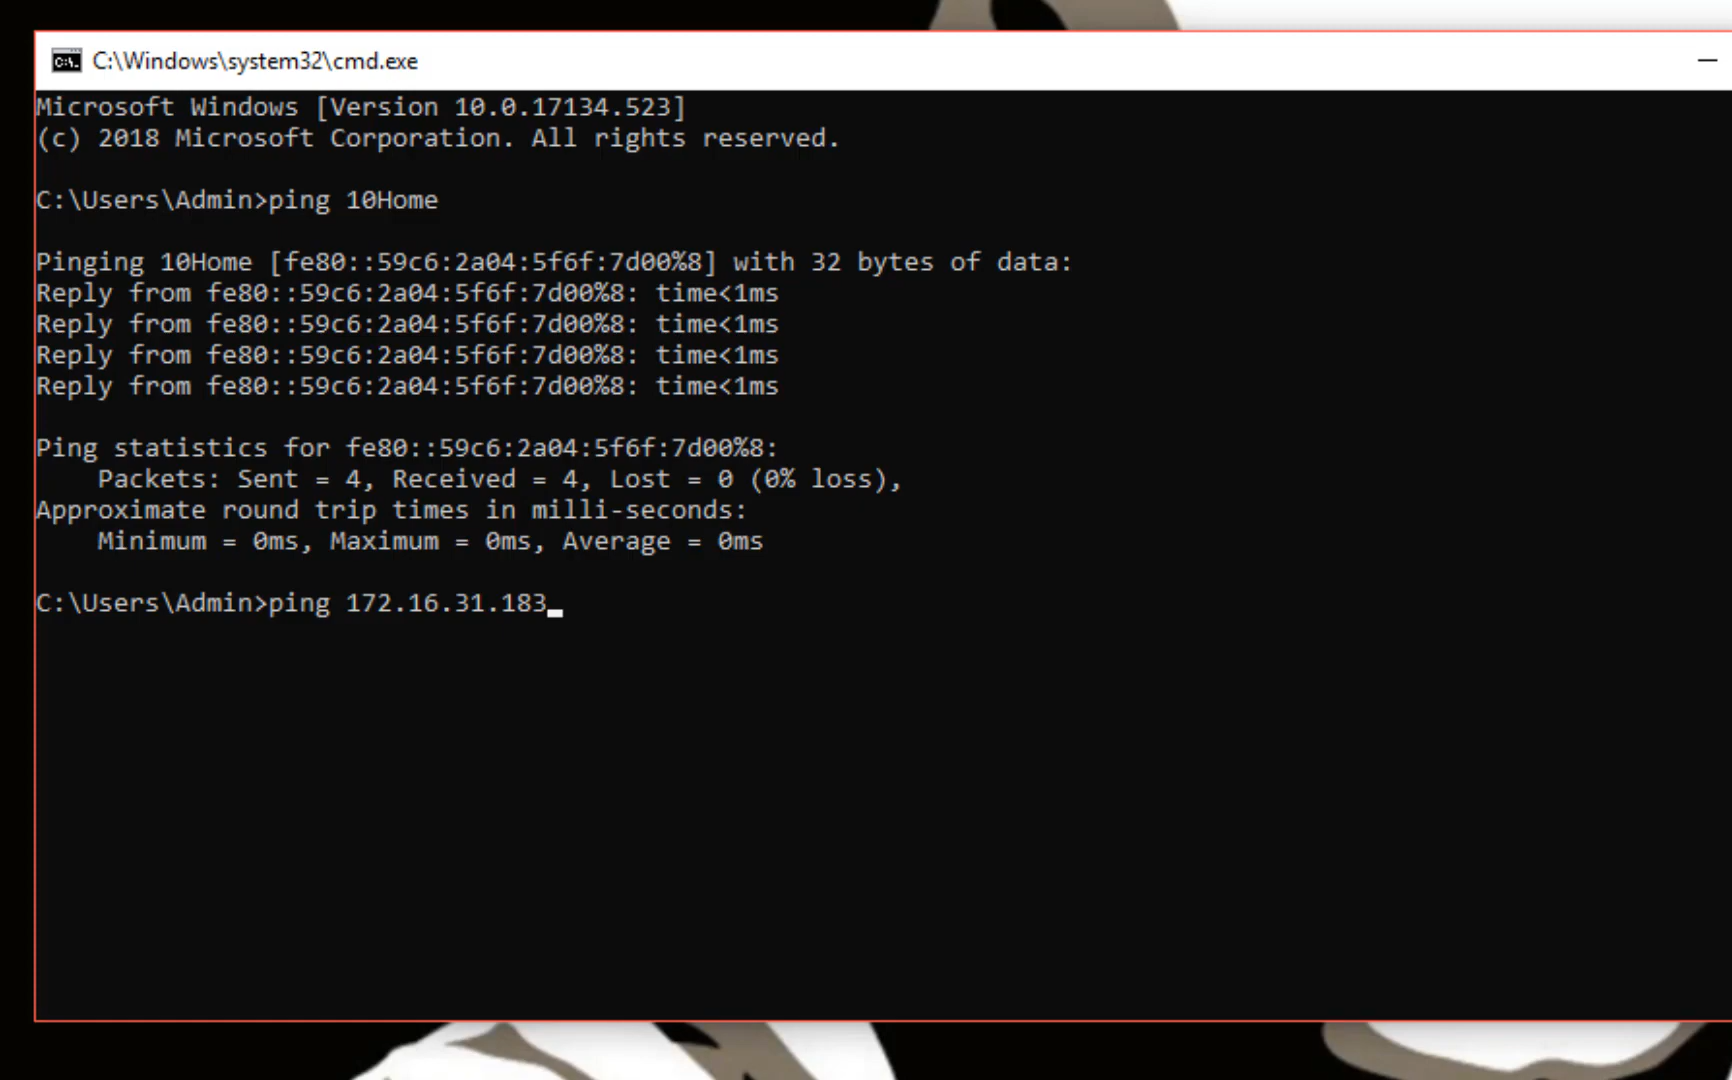 C:\Windows\system32\cmd.exe
Microsoft Windows [Version 10.0.17134.523]
(c) 2018 Microsoft Corporation. All rights reserved.
C:\Users\Admin>ping 10Home
Pinging 10Home [fe80::59c6:2a04:5f6f:7d00%8] with 32 bytes of data:
Reply from fe80::59c6:2a04:5f6f:7d00%8: time<1ms
Reply from fe80::59c6:2a04:5f6f:7d00%8: time<1ms
Reply from fe80::59c6:2a04:5f6f:7d00%8: time<1ms
Reply from fe80::59c6:2a04:5f6f:7d00%8: time<1ms
Ping statistics for fe80::59c6:2a04:5f6f:7d00%8:
    Packets: Sent = 4, Received = 4, Lost = 0 (0% loss),
Approximate round trip times in milli-seconds:
    Minimum = 0ms, Maximum = 0ms, Average = 0ms
C:\Users\Admin>ping 172.16.31.183